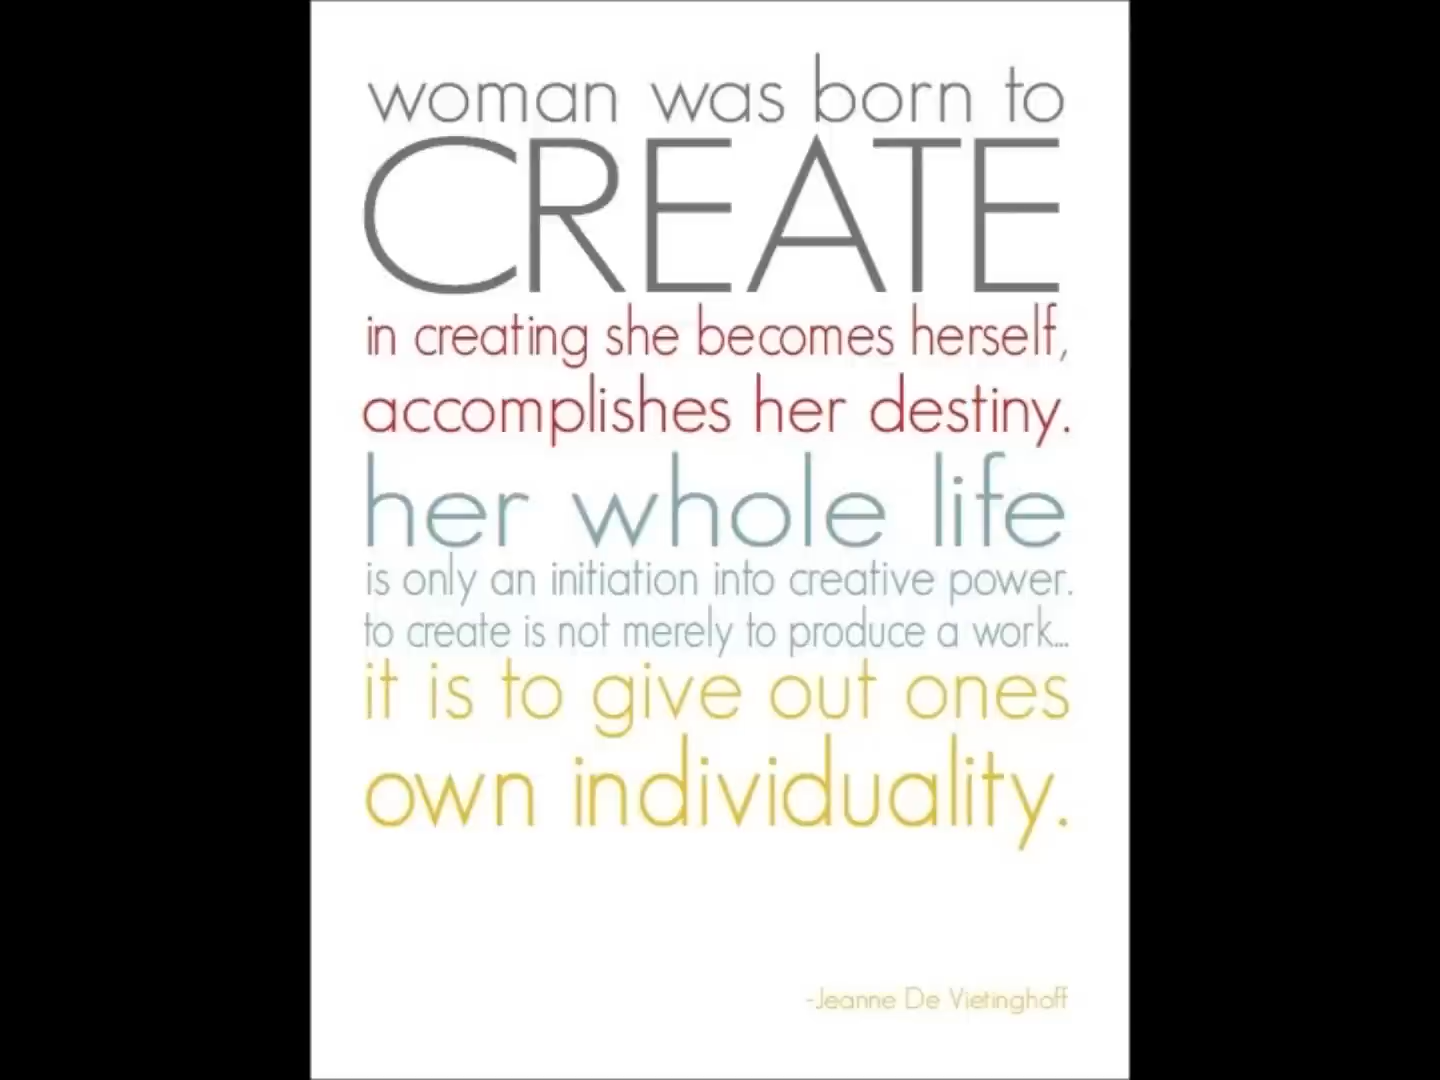 woman was born to
CREATE
in creating she becomes herself,
accomplishes her destiny.
her whole life
is only an initiation into creative power.
to create is not merely to produce a work...
it is to give out ones
own individuality.
-Jeanne De Vietinghoff